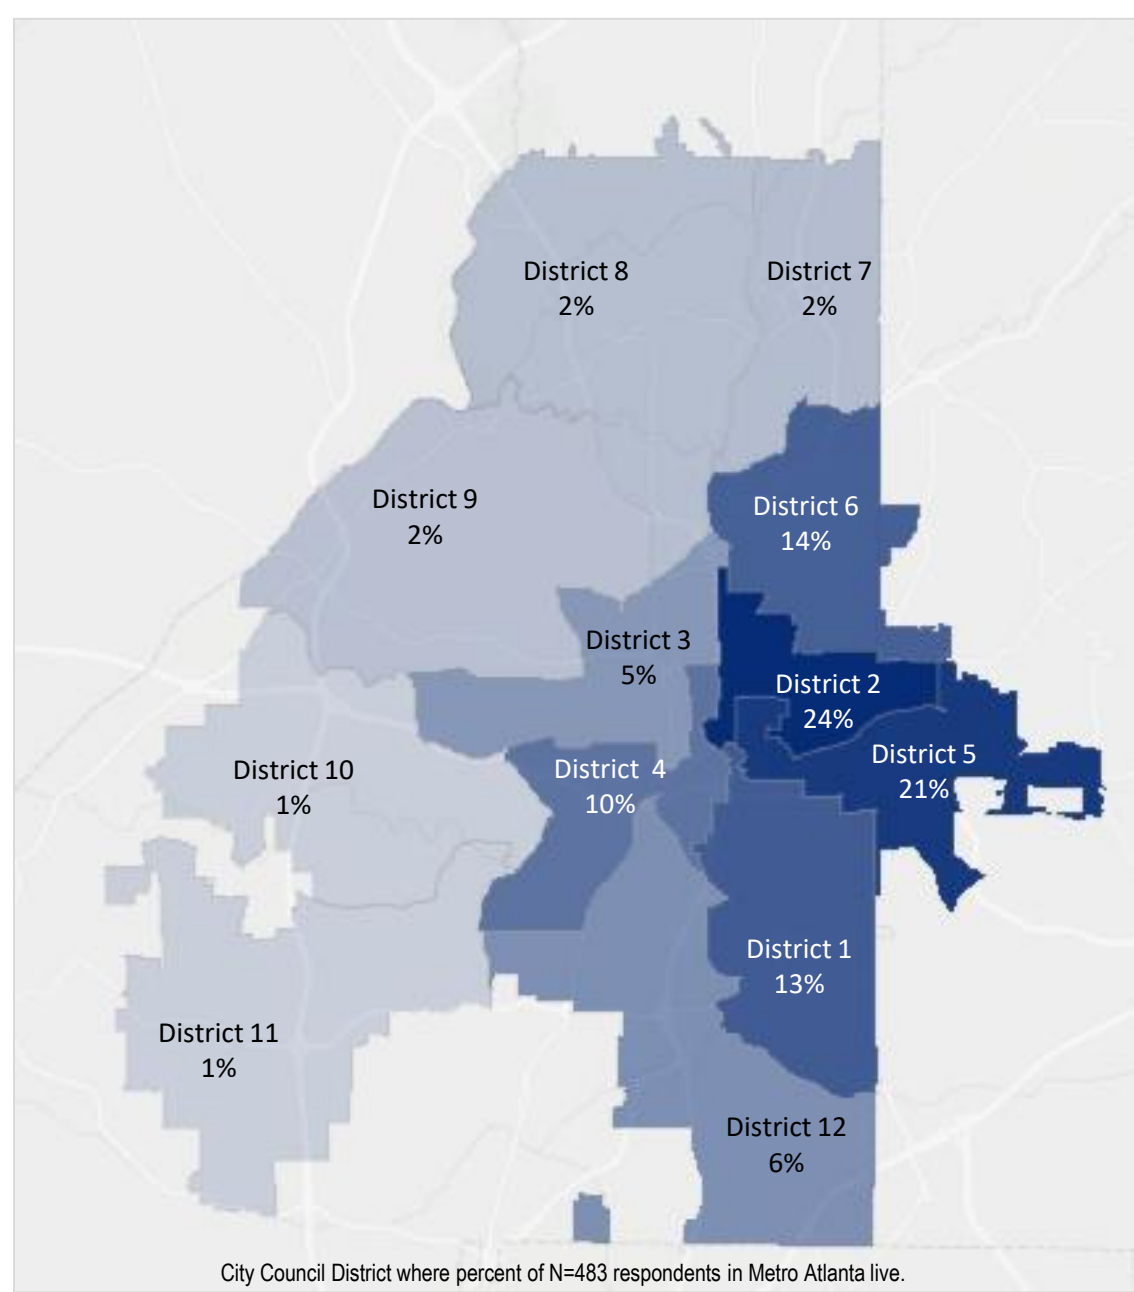 District 8
2%
District 7
2%
District 9
2%
District 6
14%
District 3
5%
District 2
24%
District 5
21%
District 10
1%
District 4
10%
District 1
13%
District 11
1%
District 12
6%
City Council District where percent of N=483 respondents in Metro Atlanta live.